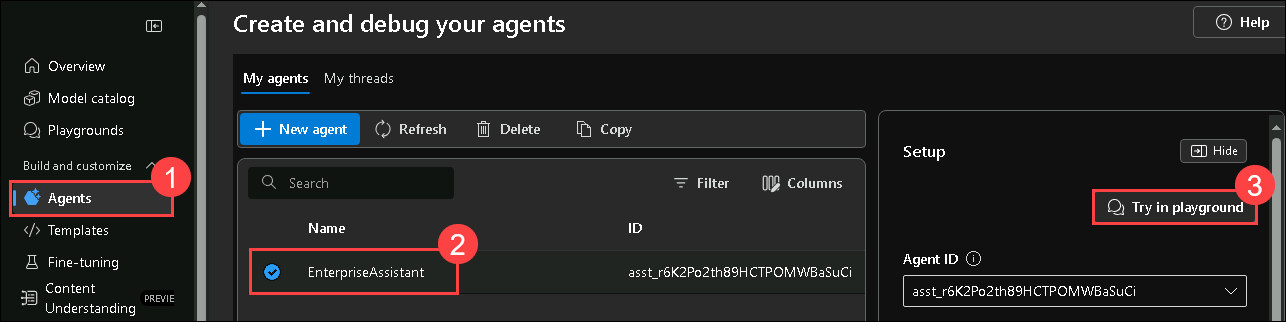 Create and debug your agents
Help
Overview
Model catalog
Playgrounds
Build and customize
1
Agents
Templates
Fine-tuning
Content
Understanding
PREVIE
My agents
My threads
New agent
Refresh
Delete
Copy
Search
Filter
Columns
Name
ID
2
EnterpriseAssistant
asst_r6K2Po2th89HCTPOMWBaSuCi
Setup
Hide
3
Try in playground
Agent ID
asst_r6K2Po2th89HCTPOMWBaSuCi